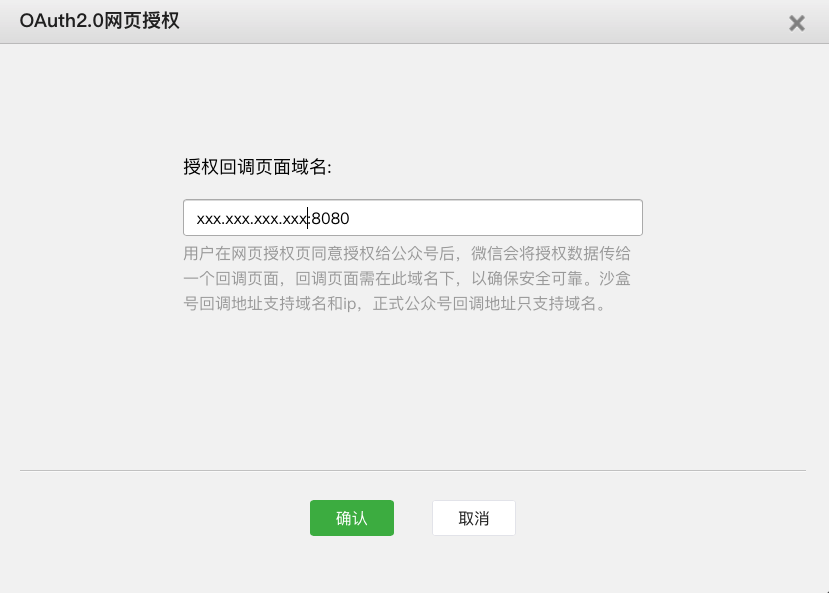 OAuth2.0网页授权
授权回调页面域名:
xxx.xxx.xxx.xxx:8080
用户在网页授权页同意授权给公众号后，微信会将授权数据传给
一个回调页面，回调页面需在此域名下，以确保安全可靠。沙盒
号回调地址支持域名和ip，正式公众号回调地址只支持域名。
确认
取消